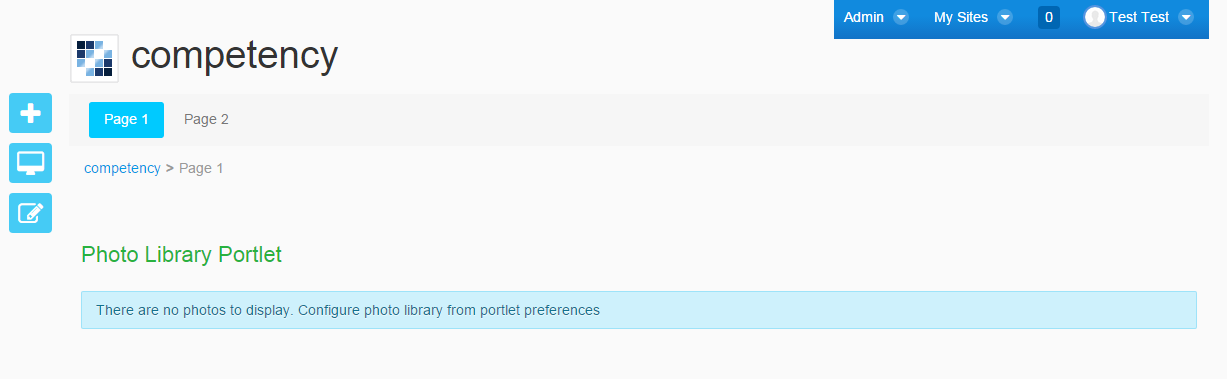 Admin My Sites 0 Test Test
competency
Page 1 Page 2
competency > Page 1
Photo Library Portlet
There are no photos to display. Configure photo library from portlet preferences